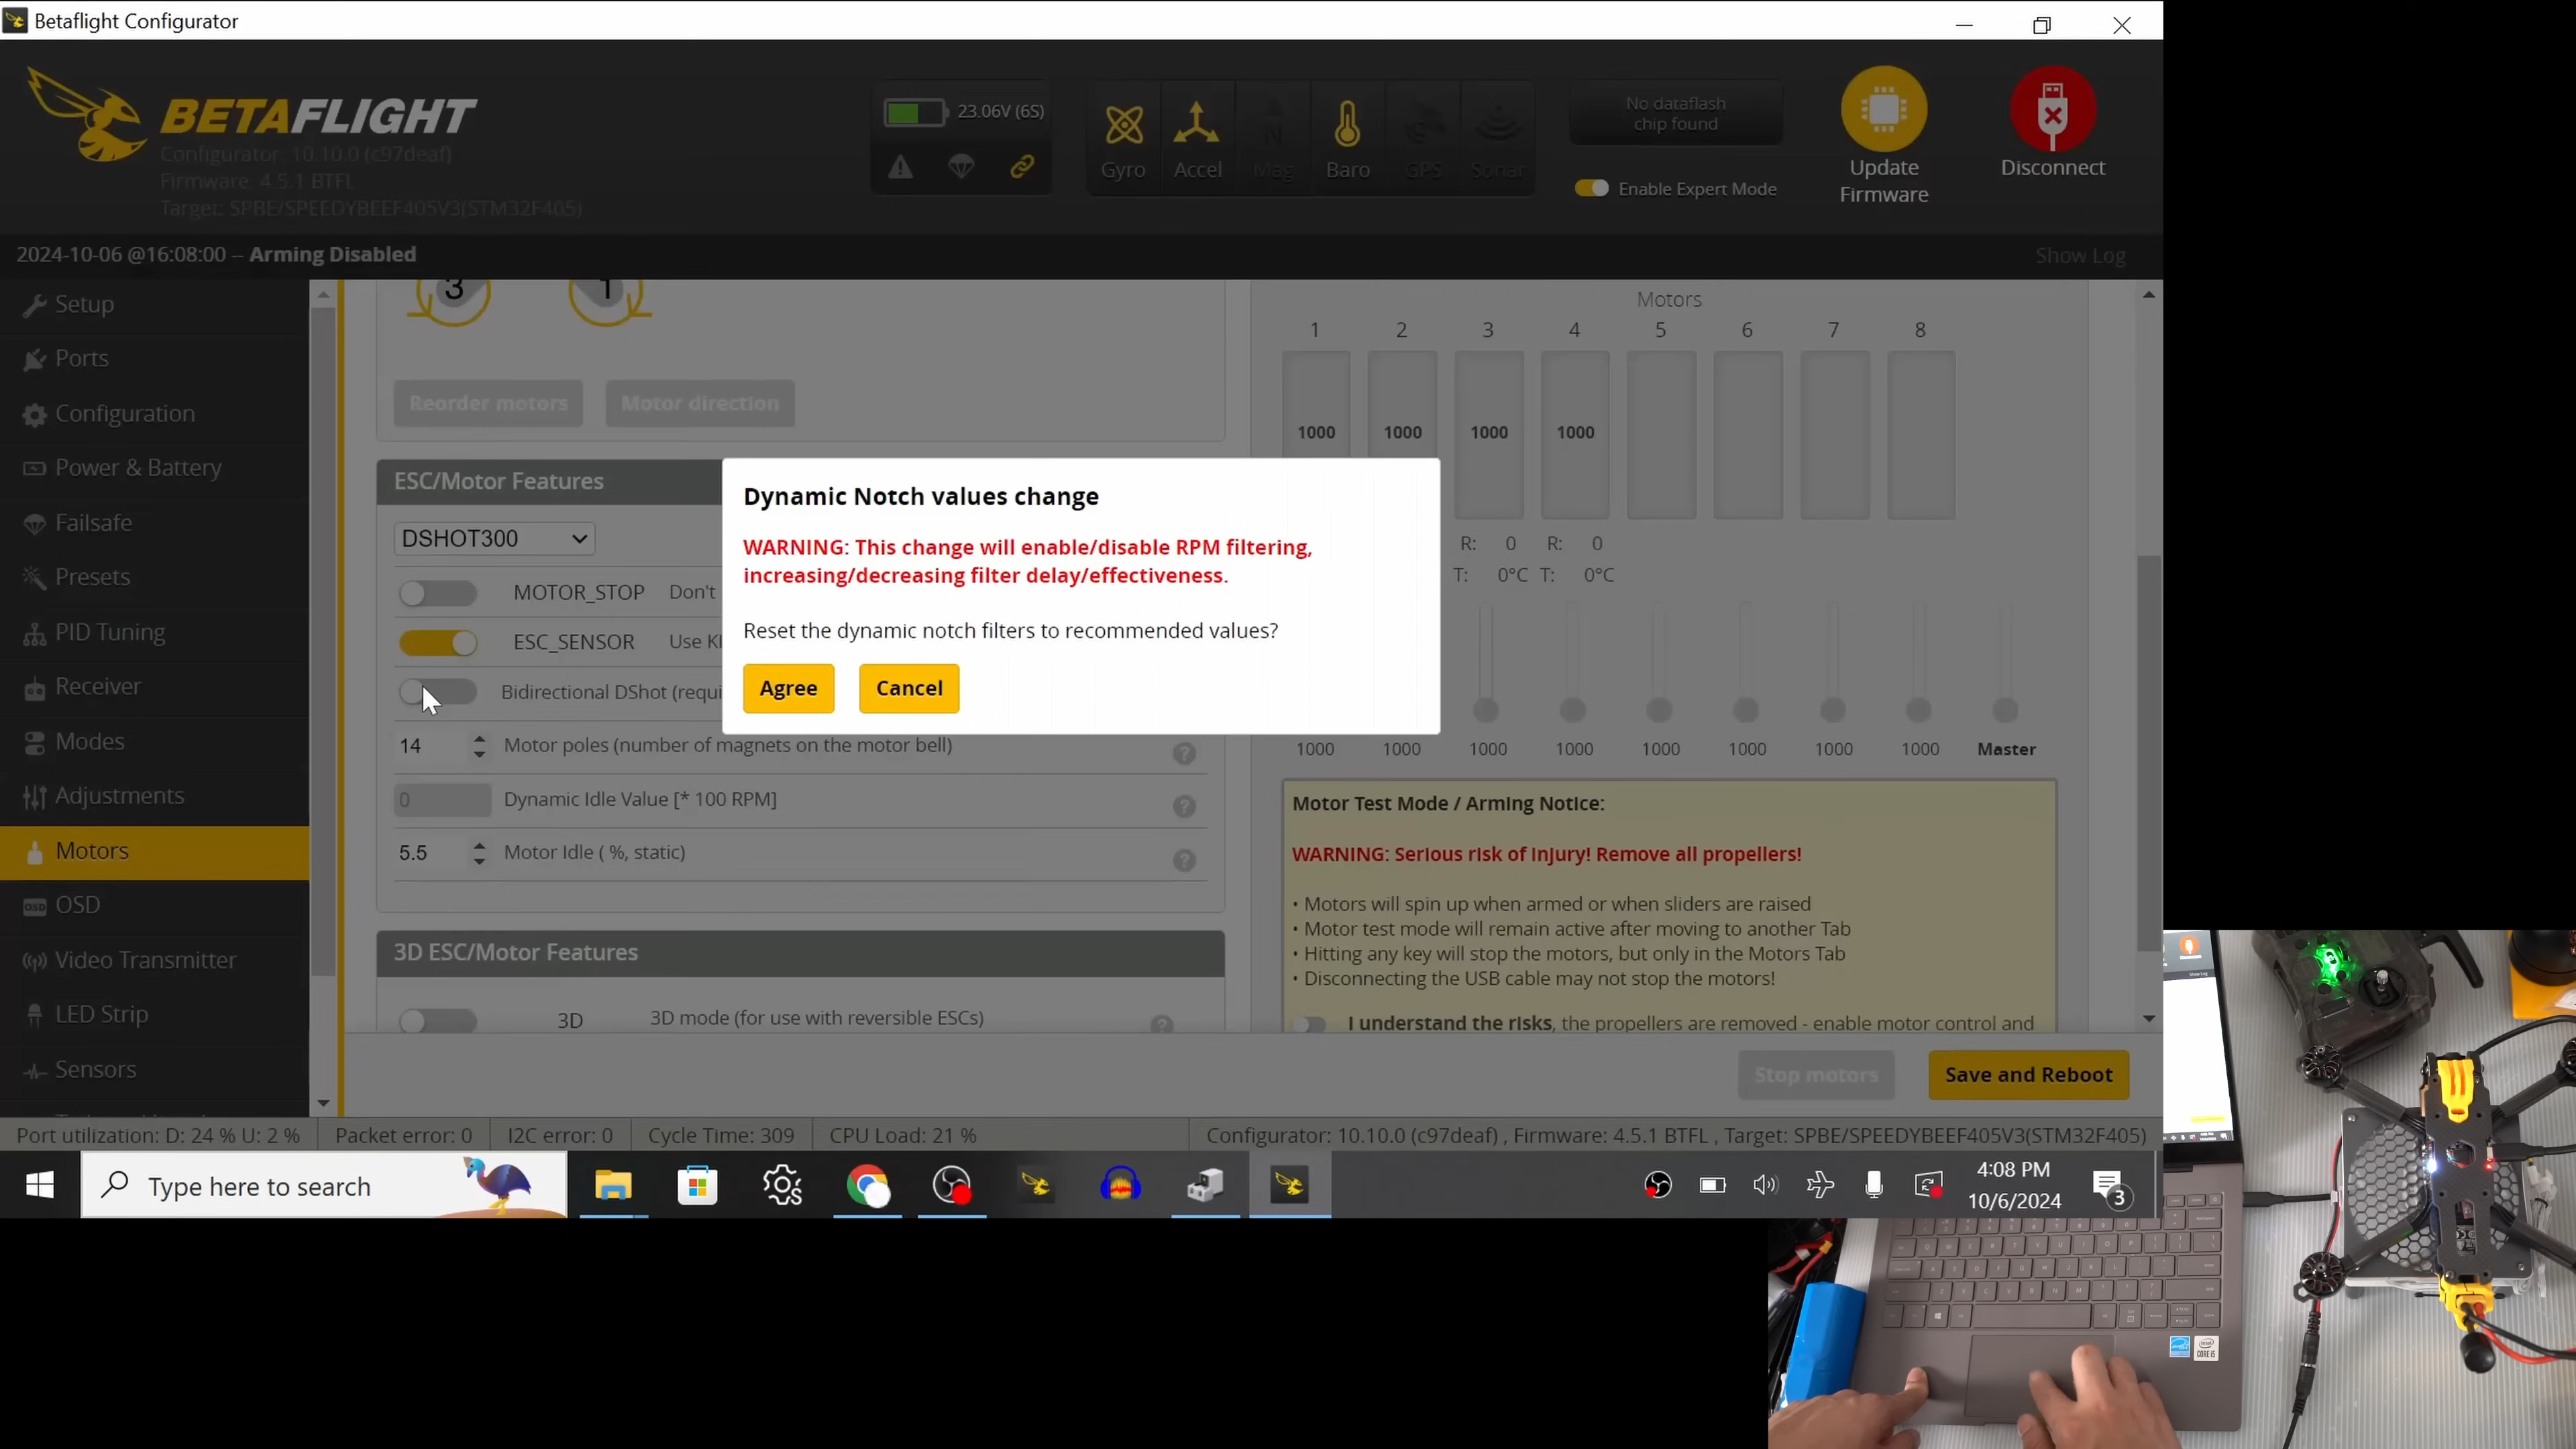 Betaflight Configurator
BETAFLIGHT
Configurator: 10.10.0 (c97deaf)
Firmware: 4.5.1 BTFL
Target: SPBE/SPEEDYBEEF405V3(STM32F405)
23.06V (6S)
Gyro
Accel
Mag
Baro
GPS
Sonar
No dataflash
chip found
Enable Expert Mode
Update
Firmware
Disconnect
2024-10-06 @16:08:00 -- Arming Disabled
Show Log
Setup
Ports
Configuration
Power & Battery
Failsafe
Presets
PID Tuning
Receiver
Modes
Adjustments
Motors
OSD
OSD
Video Transmitter
LED Strip
Sensors
3
1
Reorder motors
Motor direction
ESC/Motor Features
DSHOT300
MOTOR_STOP Don't
ESC_SENSOR
Bidirectional DShot
14 Motor poles (number of magnets on the motor bell) ?
0 Dynamic Idle Value [* 100 RPM] ?
5.5 Motor Idle ( %, static) ?
3D ESC/Motor Features
3D 3D mode (for use with reversible ESCs) ?
Dynamic Notch values change
WARNING: This change will enable/disable RPM filtering,
increasing/decreasing filter delay/effectiveness.
Reset the dynamic notch filters to recommended values?
Agree
Cancel
Motors
1 2 3 4 5 6 7 8
1000 1000 1000 1000
R: 0 R: 0
T: 0°C T: 0°C
1000 1000 1000 1000 1000 1000 1000 1000 Master
Motor Test Mode / Arming Notice:
WARNING: Serious risk of injury! Remove all propellers!
• Motors will spin up when armed or when sliders are raised
• Motor test mode will remain active after moving to another Tab
• Hitting any key will stop the motors, but only in the Motors Tab
• Disconnecting the USB cable may not stop the motors!
I understand the risks, the propellers are removed - enable motor control and
Stop motors
Save and Reboot
Port utilization: D: 24 % U: 2 %
Packet error: 0
I2C error: 0
Cycle Time: 309
CPU Load: 21 %
Configurator: 10.10.0 (c97deaf) , Firmware: 4.5.1 BTFL , Target: SPBE/SPEEDYBEEF405V3(STM32F405)
Type here to search
4:08 PM
10/6/2024
3
CORE i5